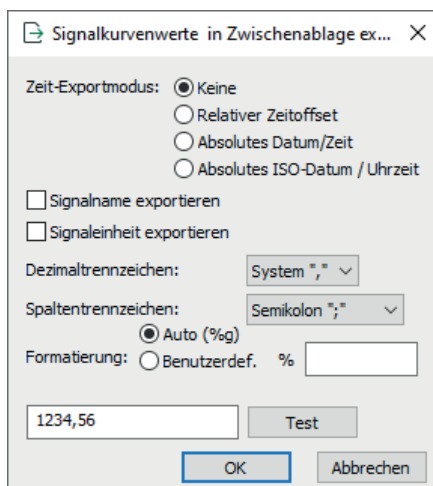 Signalkurvenwerte in Zwischenablage ex...
Zeit-Exportmodus: Keine
Relativer Zeitoffset
Absolutes Datum/Zeit
Absolutes ISO-Datum / Uhrzeit
Signalname exportieren
Signaleinheit exportieren
Dezimaltrennzeichen: System ","
Spaltentrennzeichen: Semikolon ";"
Auto (%g)
Formatierung: Benutzerdef. %
1234,56 Test
OK Abbrechen